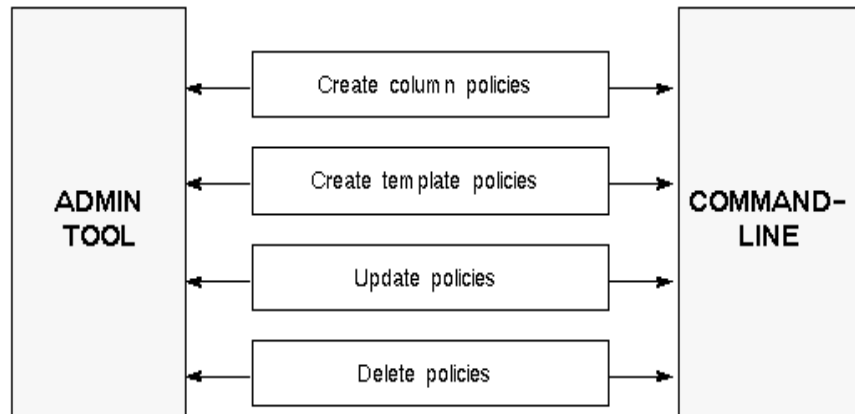 Create column policies
Create template policies
ADMIN
TOOL
COMMAND-
LINE
Update policies
Delete policies